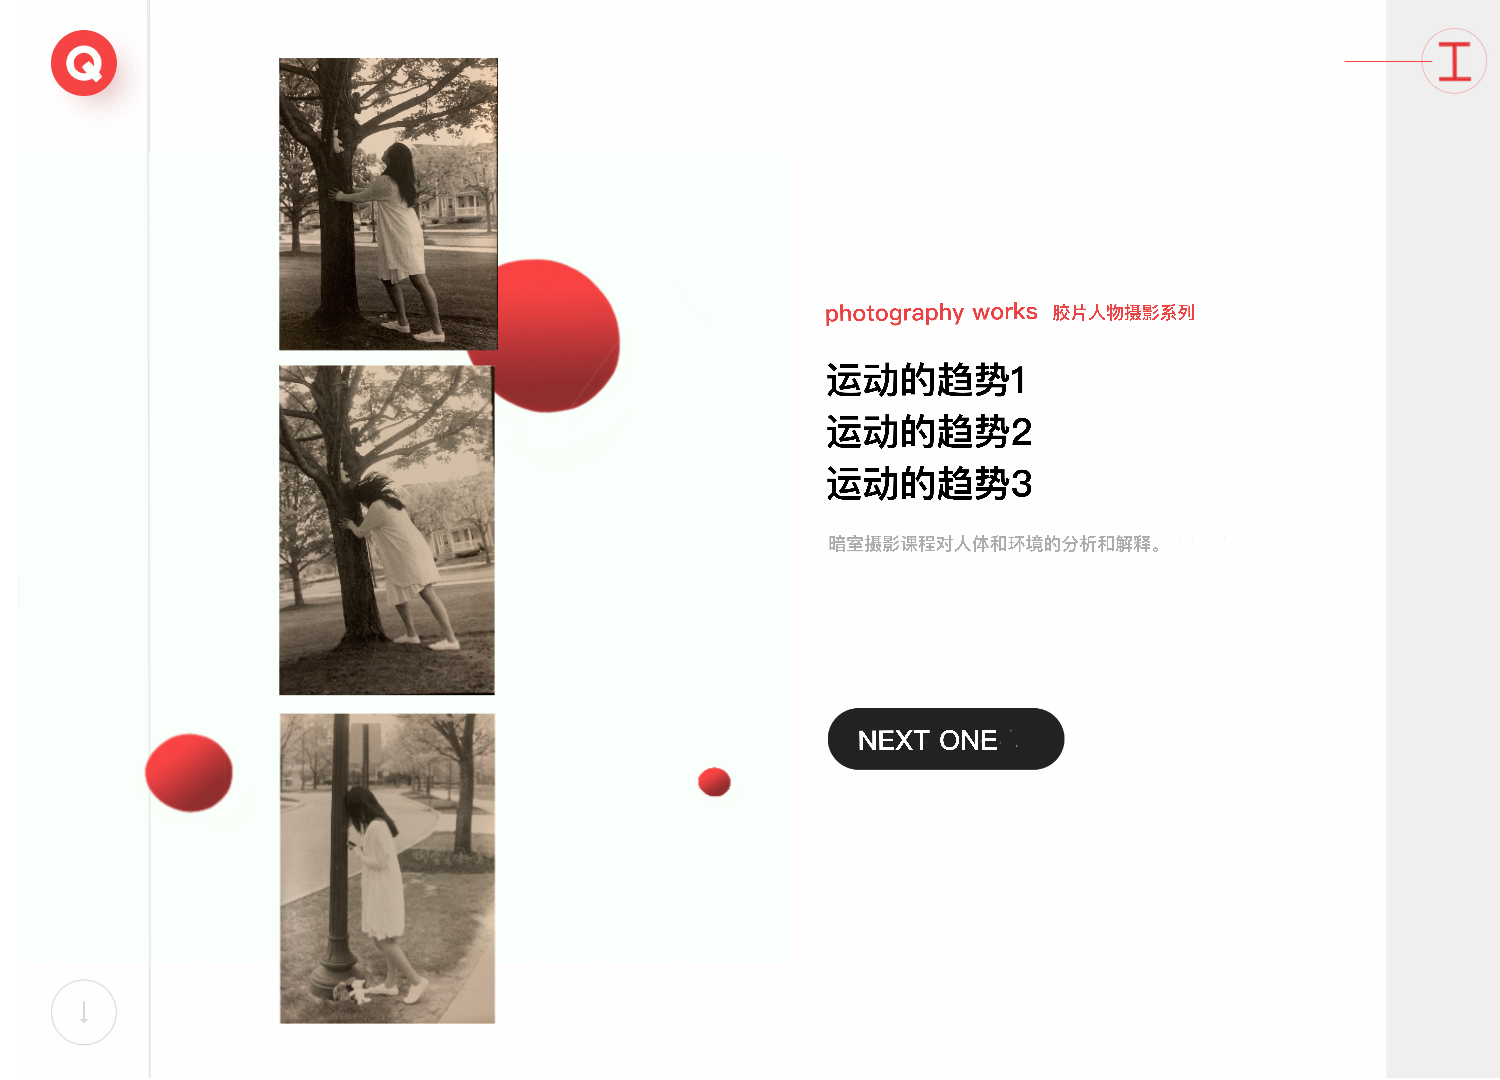 Q
工
photography works 胶片人物摄影系列
运动的趋势1
运动的趋势2
运动的趋势3
暗室摄影课程对人体和环境的分析和解释。
NEXT ONE